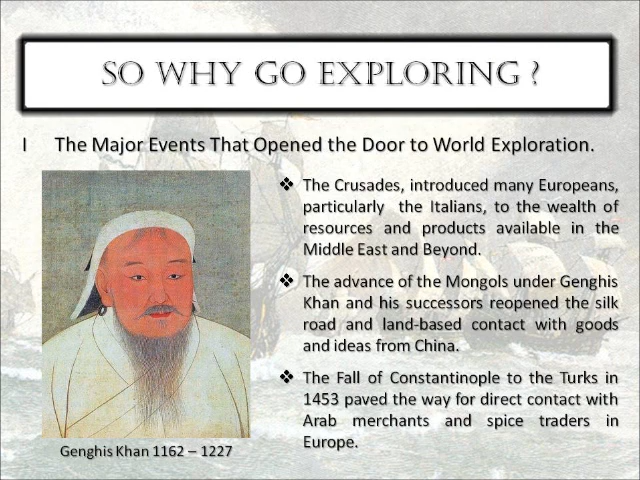 SO WHY GO EXPLORING ?
I The Major Events That Opened the Door to World Exploration.
❖ The Crusades, introduced many Europeans,
particularly the Italians, to the wealth of
resources and products available in the
Middle East and Beyond.
❖ The advance of the Mongols under Genghis
Khan and his successors reopened the silk
road and land-based contact with goods
and ideas from China.
❖ The Fall of Constantinople to the Turks in
1453 paved the way for direct contact with
Arab merchants and spice traders in
Europe.
Genghis Khan 1162 – 1227